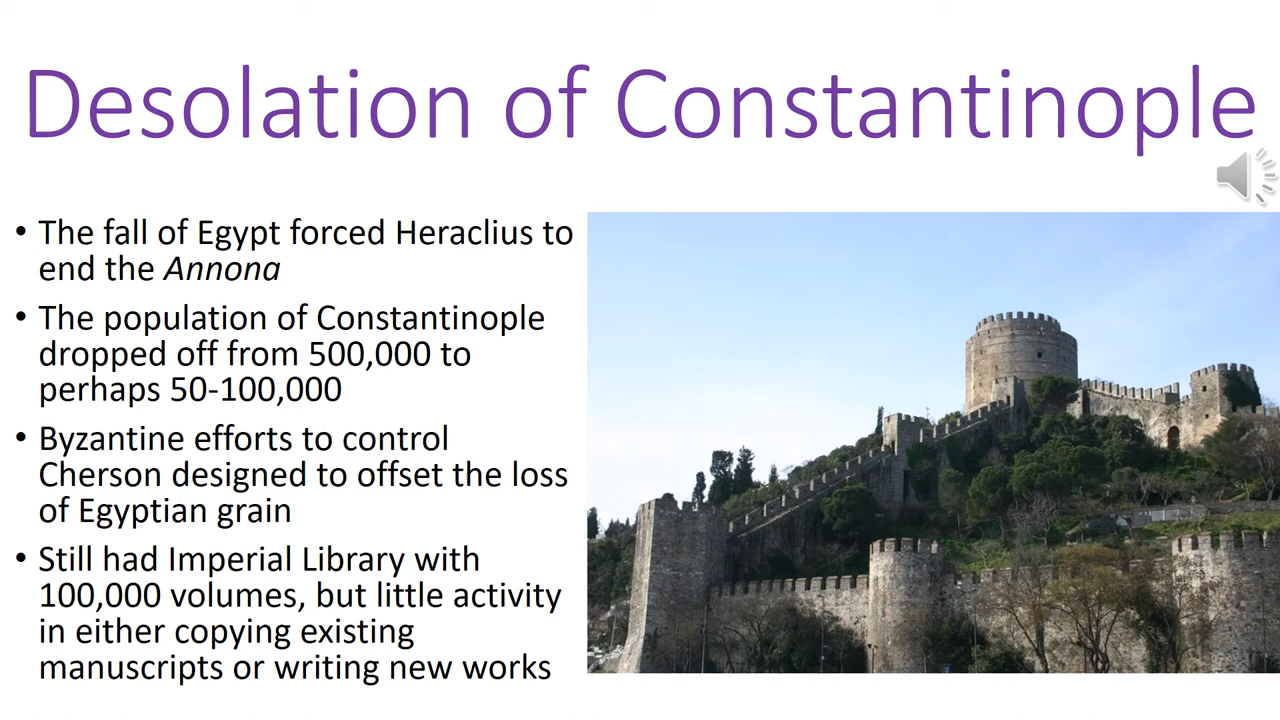 Desolation of Constantinople
• The fall of Egypt forced Heraclius to
end the Annona
• The population of Constantinople
dropped off from 500,000 to
perhaps 50-100,000
• Byzantine efforts to control
Cherson designed to offset the loss
of Egyptian grain
• Still had Imperial Library with
100,000 volumes, but little activity
in either copying existing
manuscripts or writing new works